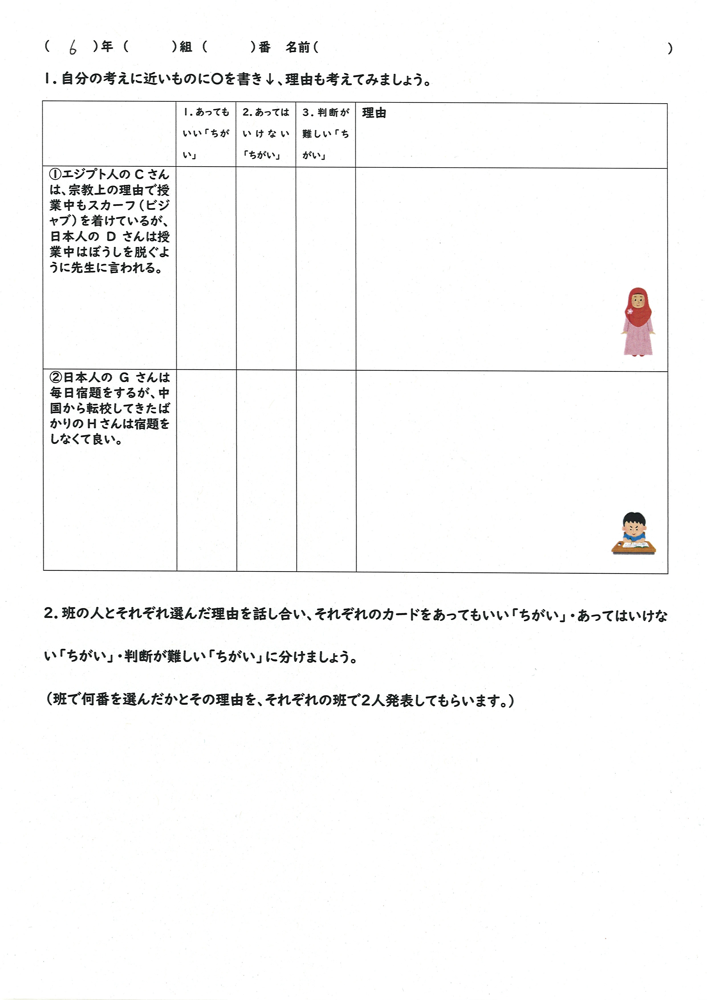 ( 6 )年 ( )組 ( )番 名前( )
1. 自分の考えに近いものに〇を書き↓、理由も考えてみましょう。
1. あっても
いい「ちが
い」
2. あっては
いけない
「ちがい」
3. 判断が
難しい「ち
がい」
理由
①エジプト人の C さん
は、宗教上の理由で授
業中もスカーフ(ビジ
ャブ)を着けているが、
日本人の D さんは授
業中はぼうしを脱ぐよ
うに先生に言われる。
②日本人の G さんは
毎日宿題をするが、中
国から転校してきたば
かりの H さんは宿題を
しなくて良い。
2. 班の人とそれぞれ選んだ理由を話し合い、それぞれのカードをあってもいい「ちがい」・あってはいけな
い「ちがい」・判断が難しい「ちがい」に分けましょう。
(班で何番を選んだかとその理由を、それぞれの班で2人発表してもらいます。)